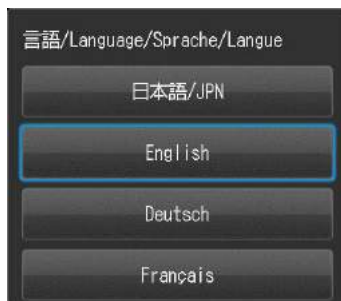 言語/Language/Sprache/Langue
日本語/JPN
English
Deutsch
Français